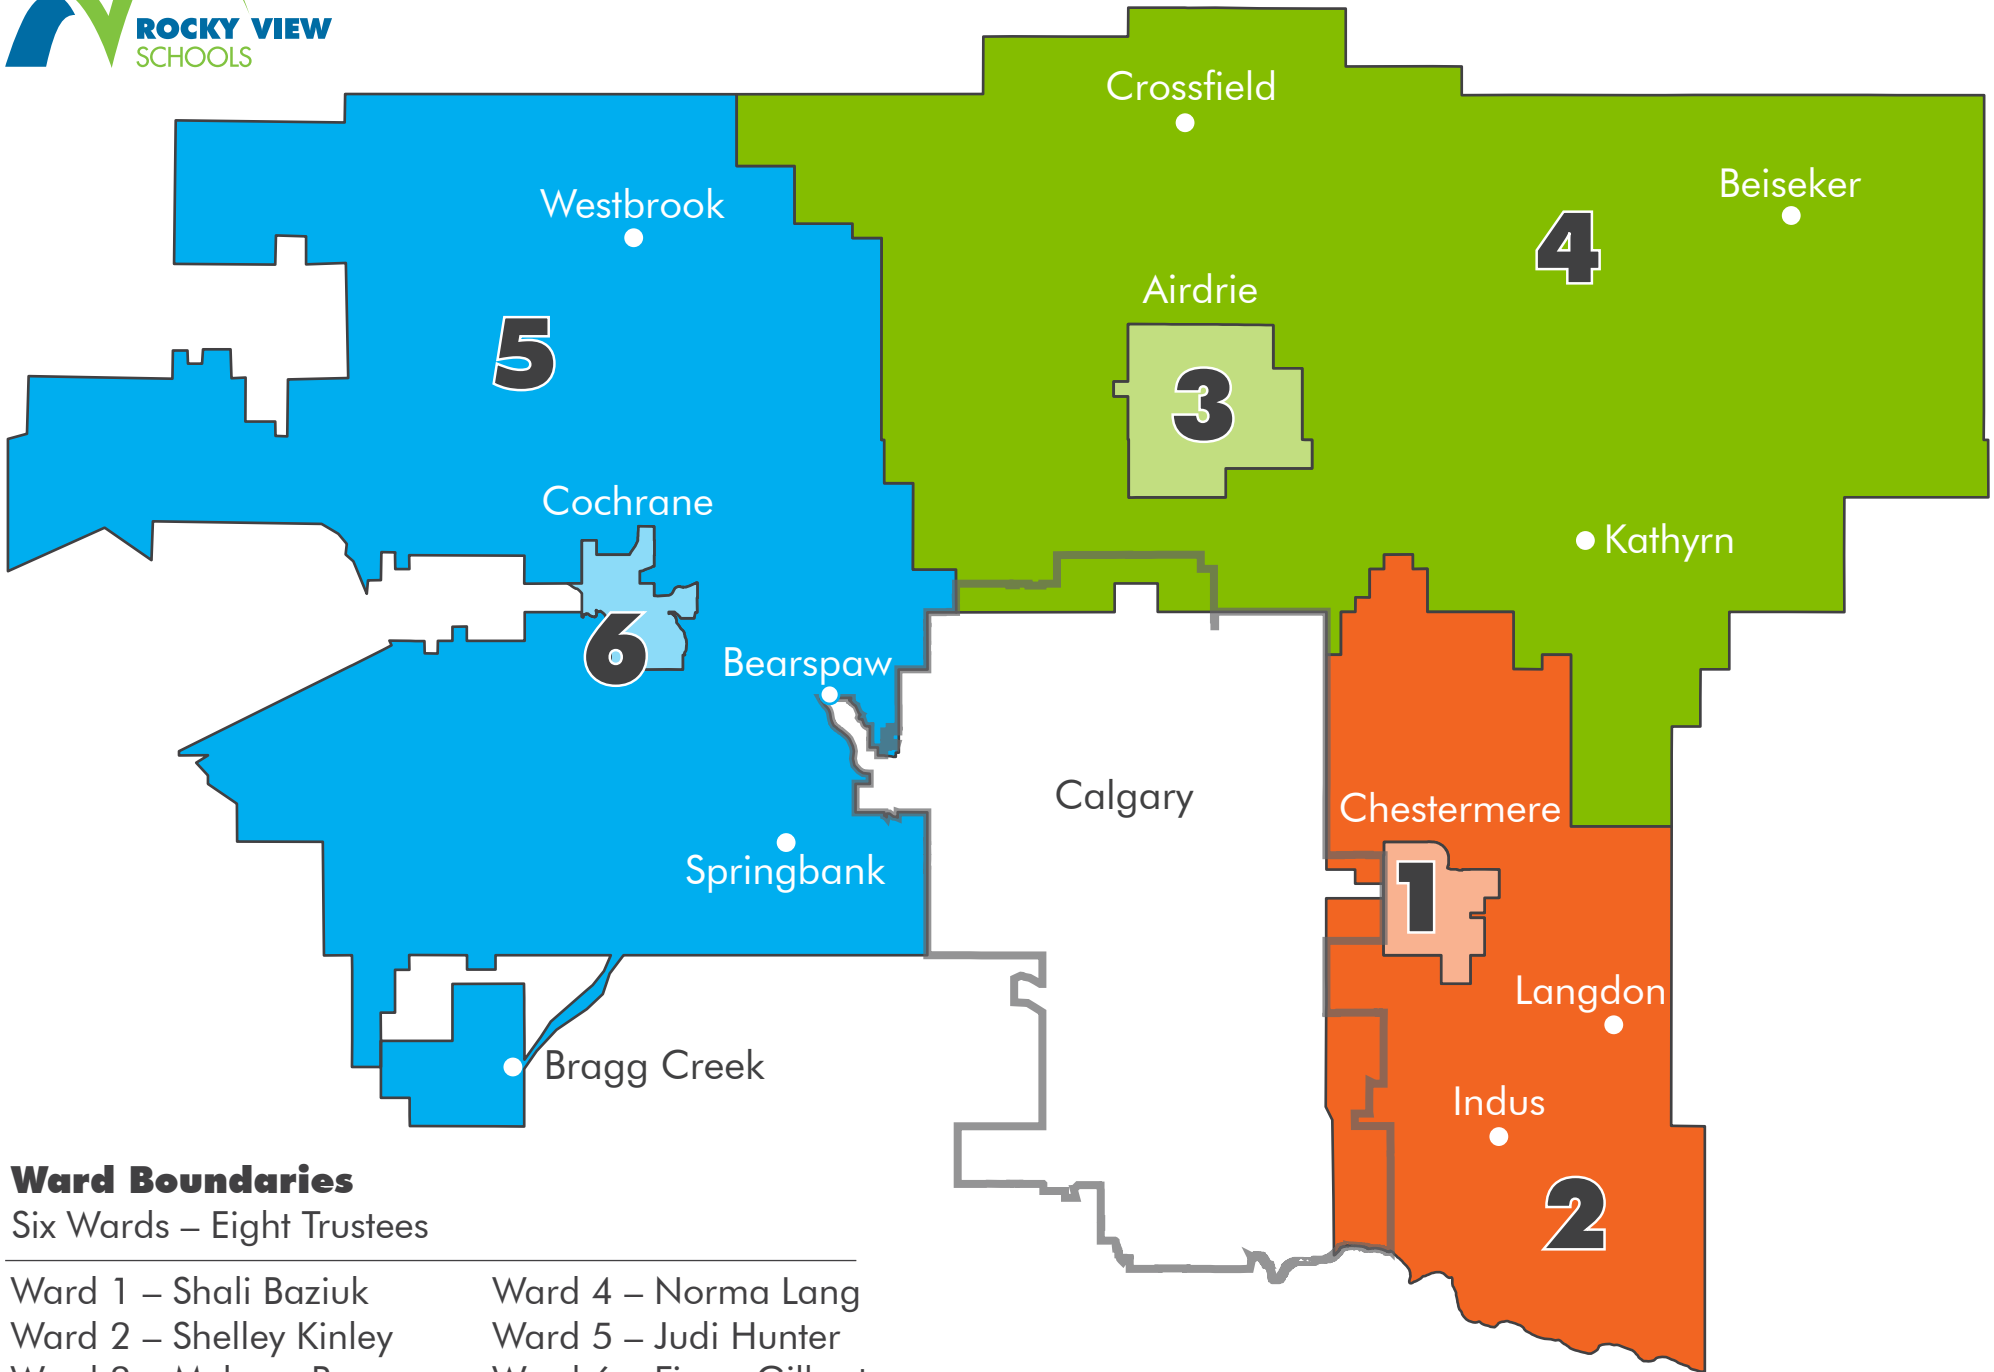 ROCKY VIEW
SCHOOLS
Crossfield
Beiseker
Westbrook
4
Airdrie
5
3
Cochrane
Kathyrn
6
Bearspaw
Calgary
Chestermere
Springbank
1
Langdon
Bragg Creek
Indus
2
Ward Boundaries
Six Wards – Eight Trustees
Ward 1 – Shali Baziuk
Ward 2 – Shelley Kinley
Ward 4 – Norma Lang
Ward 5 – Judi Hunter